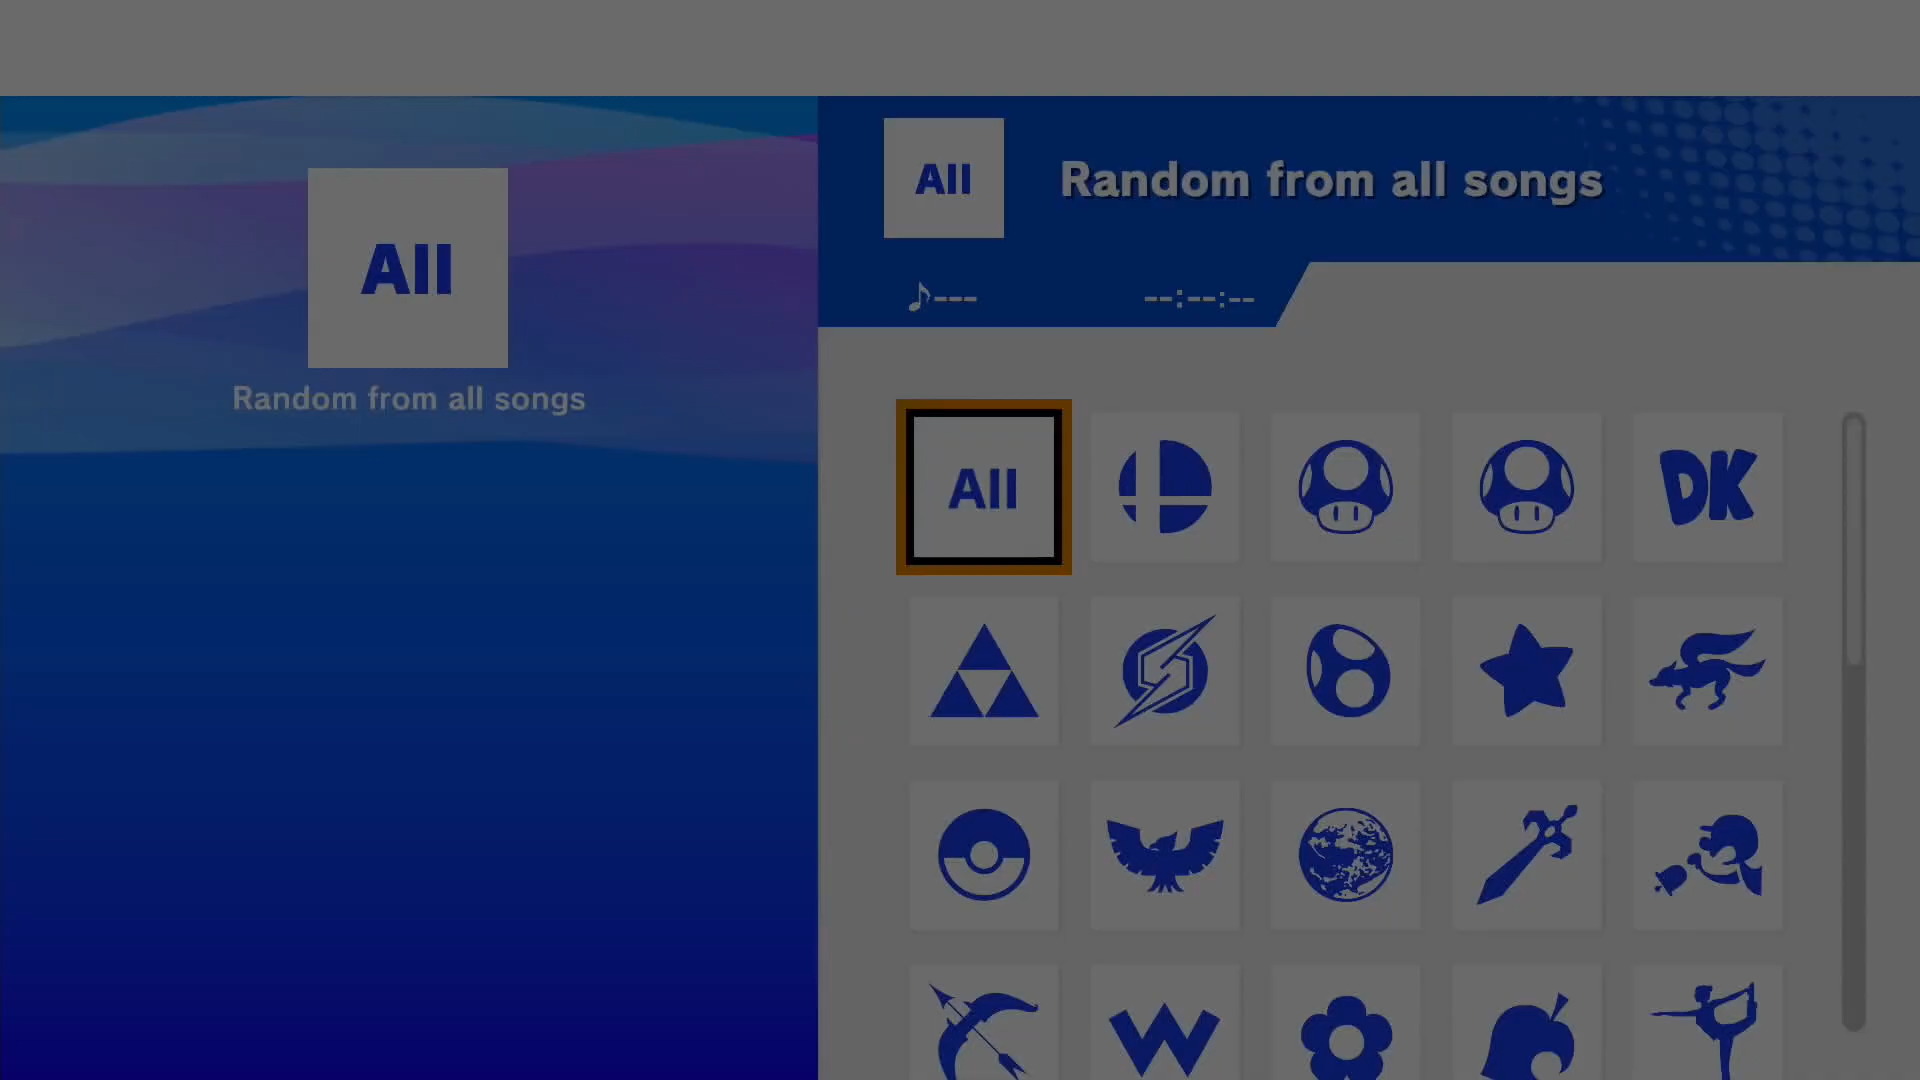 All
Random from all songs
All
Random from all songs
♪---
--:--:--
All
DK